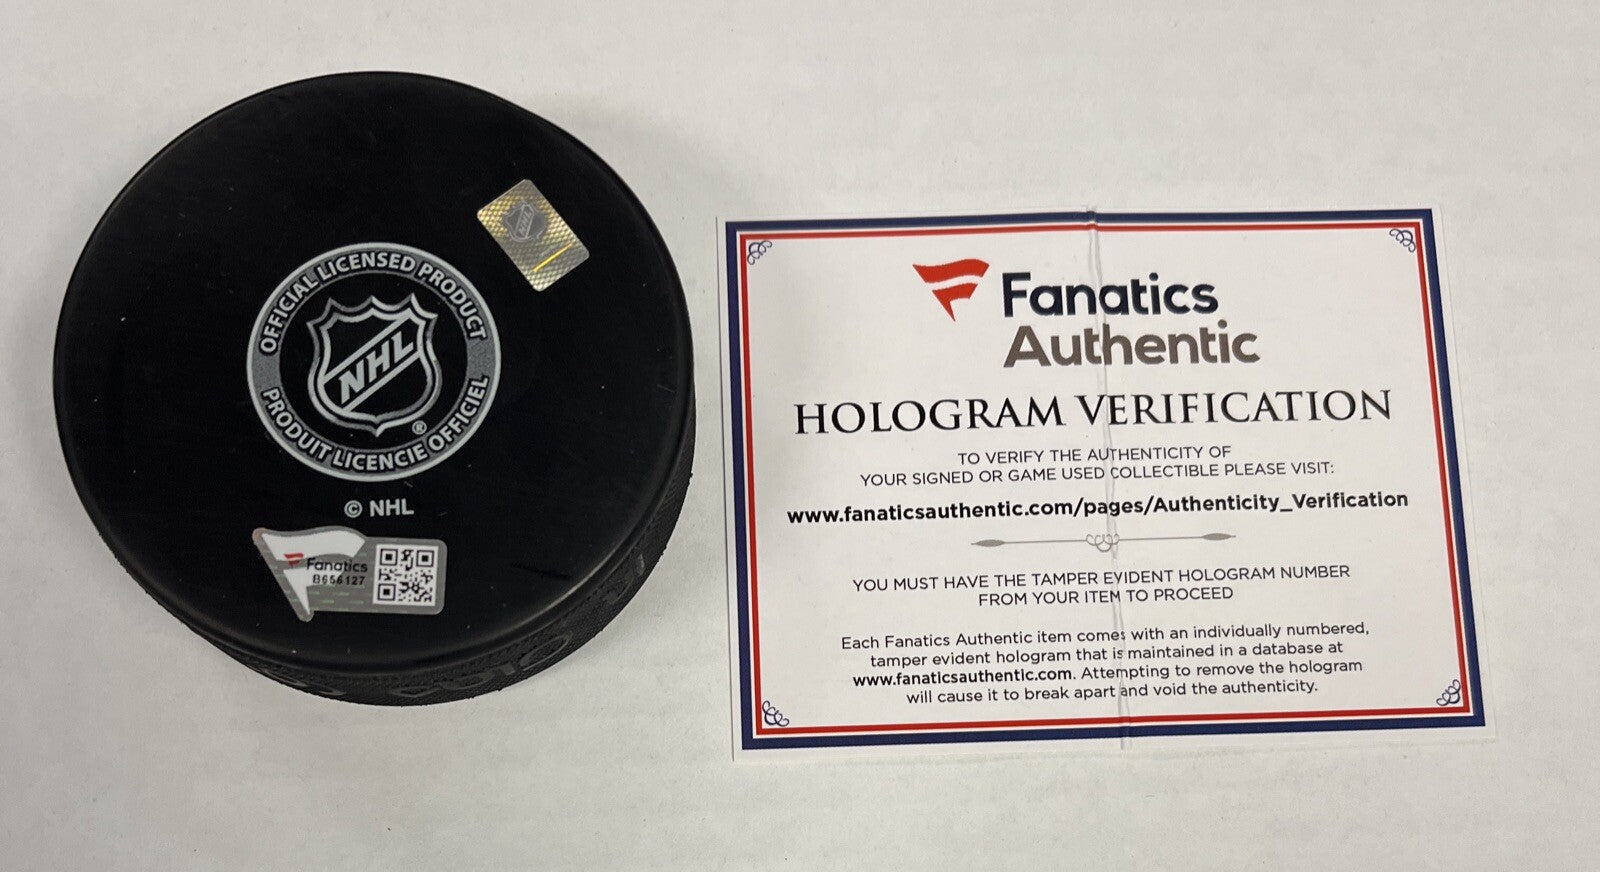 OFFICIAL LICENSED PRODUCT
NHL
®
PRODUIT LICENCIE OFFICIEL
© NHL
NHL
Fanatics
B656127
Fanatics
Authentic
HOLOGRAM VERIFICATION
TO VERIFY THE AUTHENTICITY OF
YOUR SIGNED OR GAME USED COLLECTIBLE PLEASE VISIT:
www.fanaticsauthentic.com/pages/Authenticity_Verification
YOU MUST HAVE THE TAMPER EVIDENT HOLOGRAM NUMBER
FROM YOUR ITEM TO PROCEED
Each Fanatics Authentic item comes with an individually numbered,
tamper evident hologram that is maintained in a database at
www.fanaticsauthentic.com. Attempting to remove the hologram
will cause it to break apart and void the authenticity.